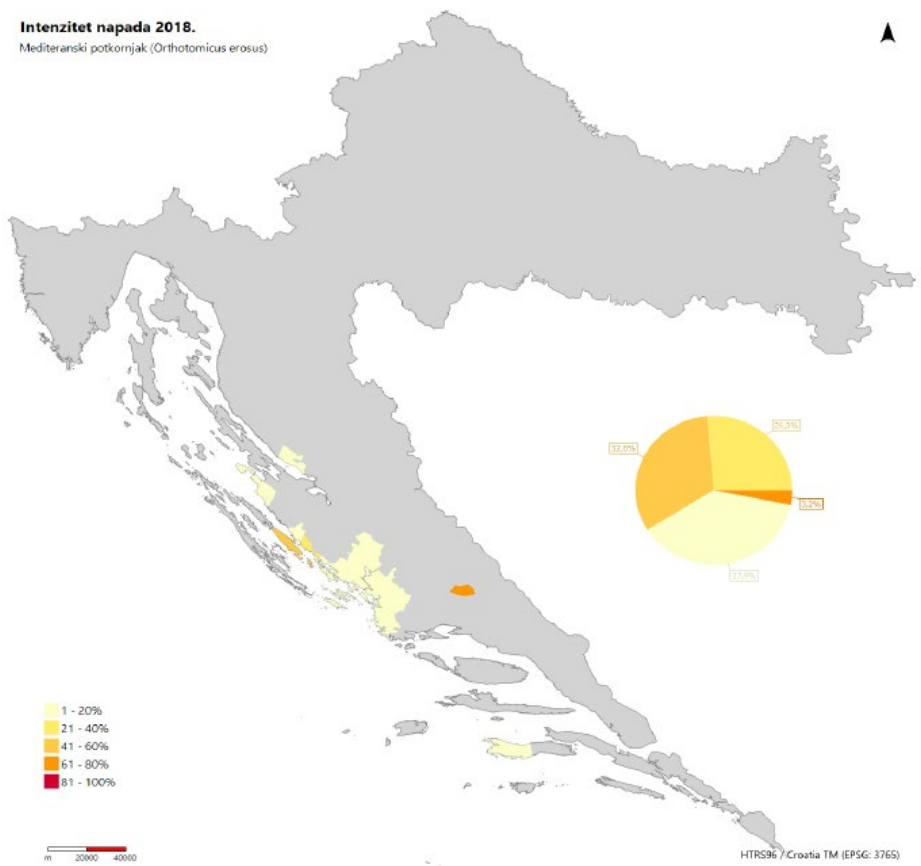 Intenzitet napada 2018.
Mediteranski potkornjak (Orthotomicus erosus)
32,6%
26,3%
3,2%
37,9%
1 - 20%
21 - 40%
41 - 60%
61 - 80%
81 - 100%
m 20000 40000
HTRS96 / Croatia TM (EPSG: 3765)